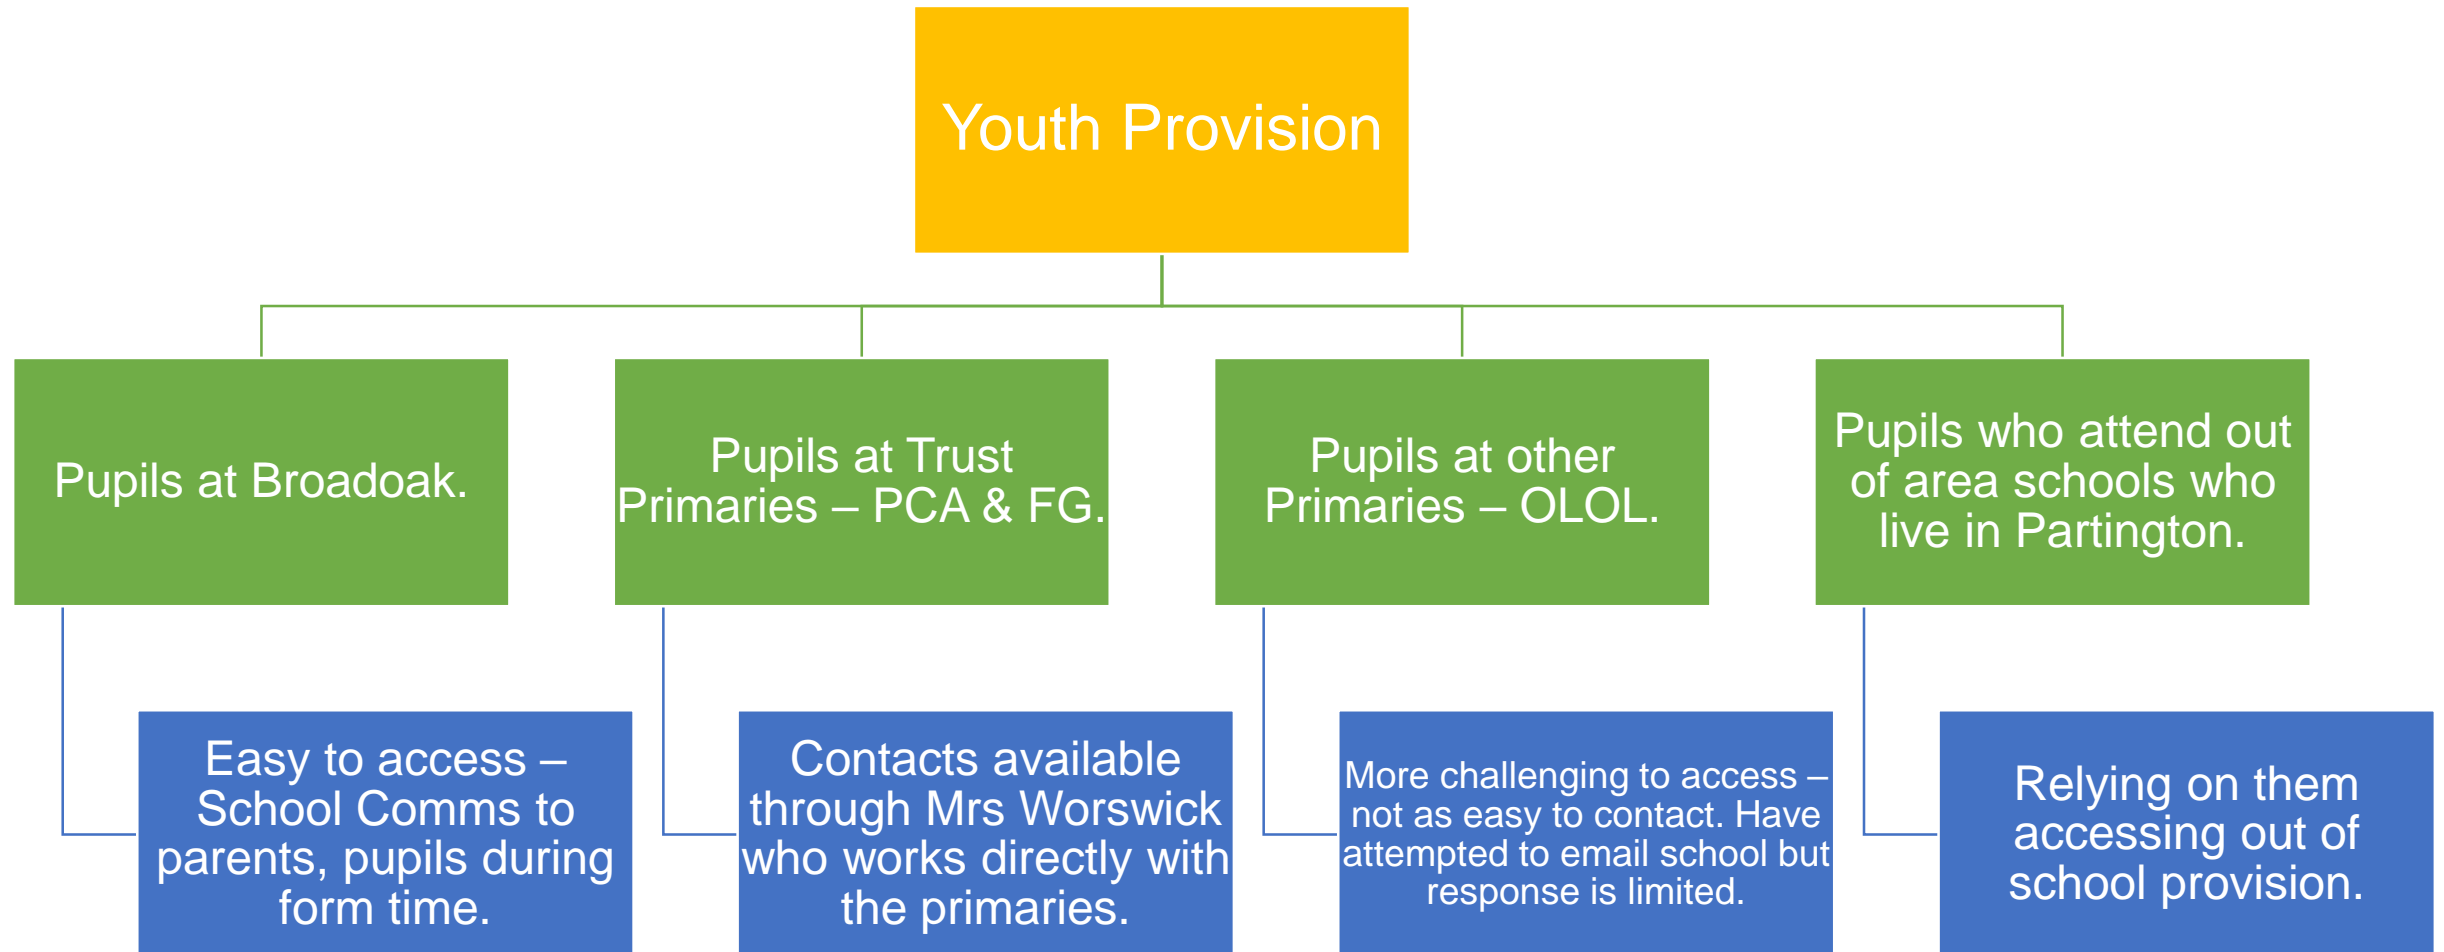 Youth Provision
Pupils at Broadoak.
Pupils at Trust
Primaries – PCA & FG.
Pupils at other
Primaries – OLOL.
Pupils who attend out
of area schools who
live in Partington.
Easy to access –
School Comms to
parents, pupils during
form time.
Contacts available
through Mrs Worswick
who works directly with
the primaries.
More challenging to access –
not as easy to contact. Have
attempted to email school but
response is limited.
Relying on them
accessing out of
school provision.